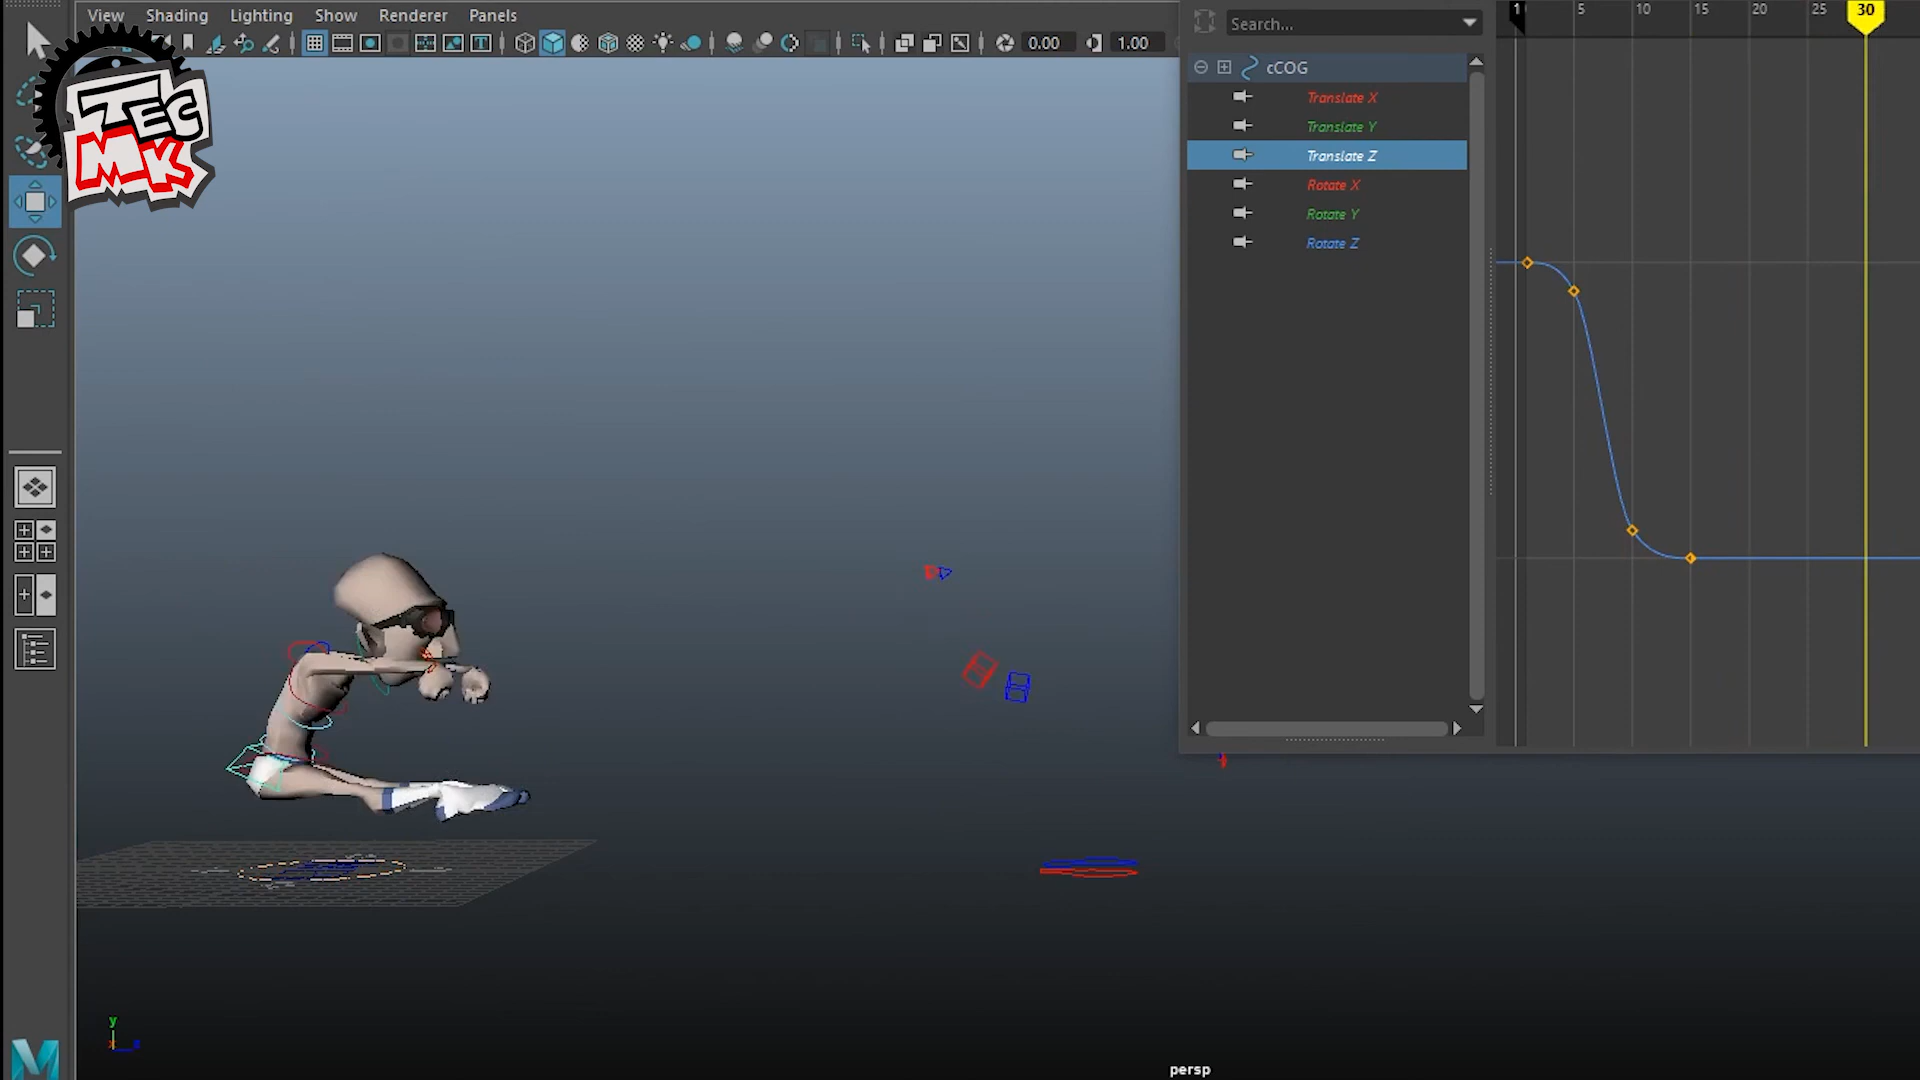 View Shading Lighting Show Renderer Panels
0.00 1.00
TEC
MKS
Search...
cCOG
Translate X
Translate Y
Translate Z
Rotate X
Rotate Y
Rotate Z
1 5 10 15 20 25 30
y
persp